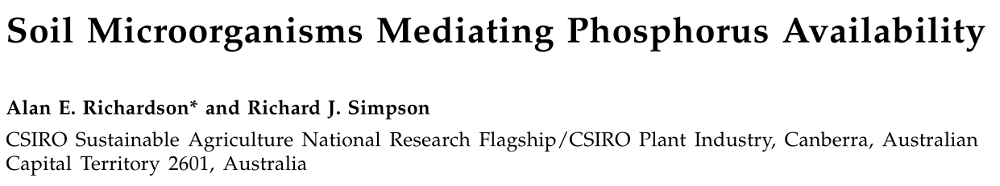 Soil Microorganisms Mediating Phosphorus Availability
Alan E. Richardson* and Richard J. Simpson
CSIRO Sustainable Agriculture National Research Flagship/CSIRO Plant Industry, Canberra, Australian
Capital Territory 2601, Australia